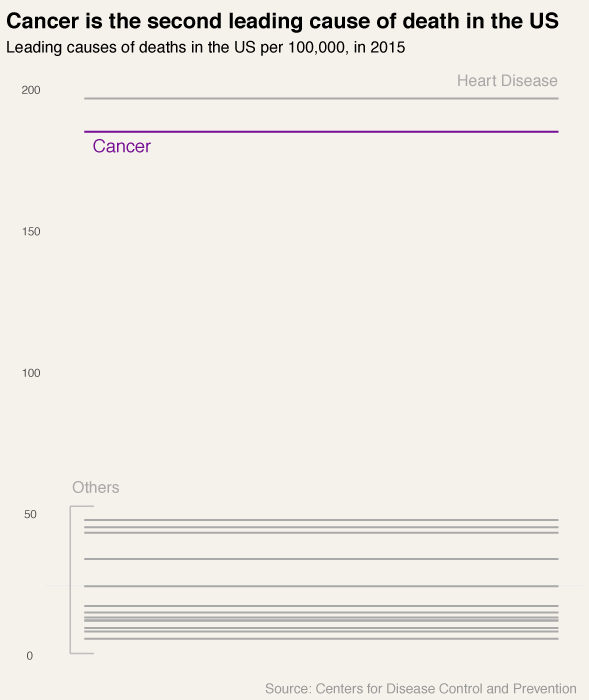 Cancer is the second leading cause of death in the US
Leading causes of deaths in the US per 100,000, in 2015
Heart Disease
200
Cancer
150
100
Others
50
0
Source: Centers for Disease Control and Prevention